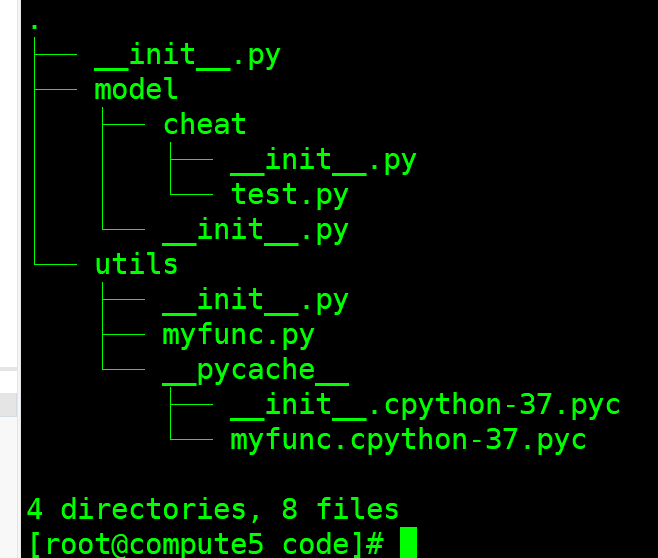 .
├── __init__.py
├── model
│   ├── cheat
│   │   ├── __init__.py
│   │   └── test.py
│   └── __init__.py
└── utils
    ├── __init__.py
    ├── myfunc.py
    └── __pycache__
        ├── __init__.cpython-37.pyc
        └── myfunc.cpython-37.pyc
4 directories, 8 files
[root@compute5 code]#